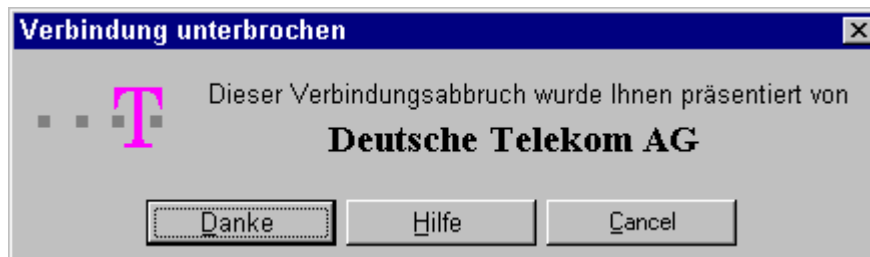 Verbindung unterbrochen
Dieser Verbindungsabbruch wurde Ihnen präsentiert von
T
Deutsche Telekom AG
Danke Hilfe Cancel